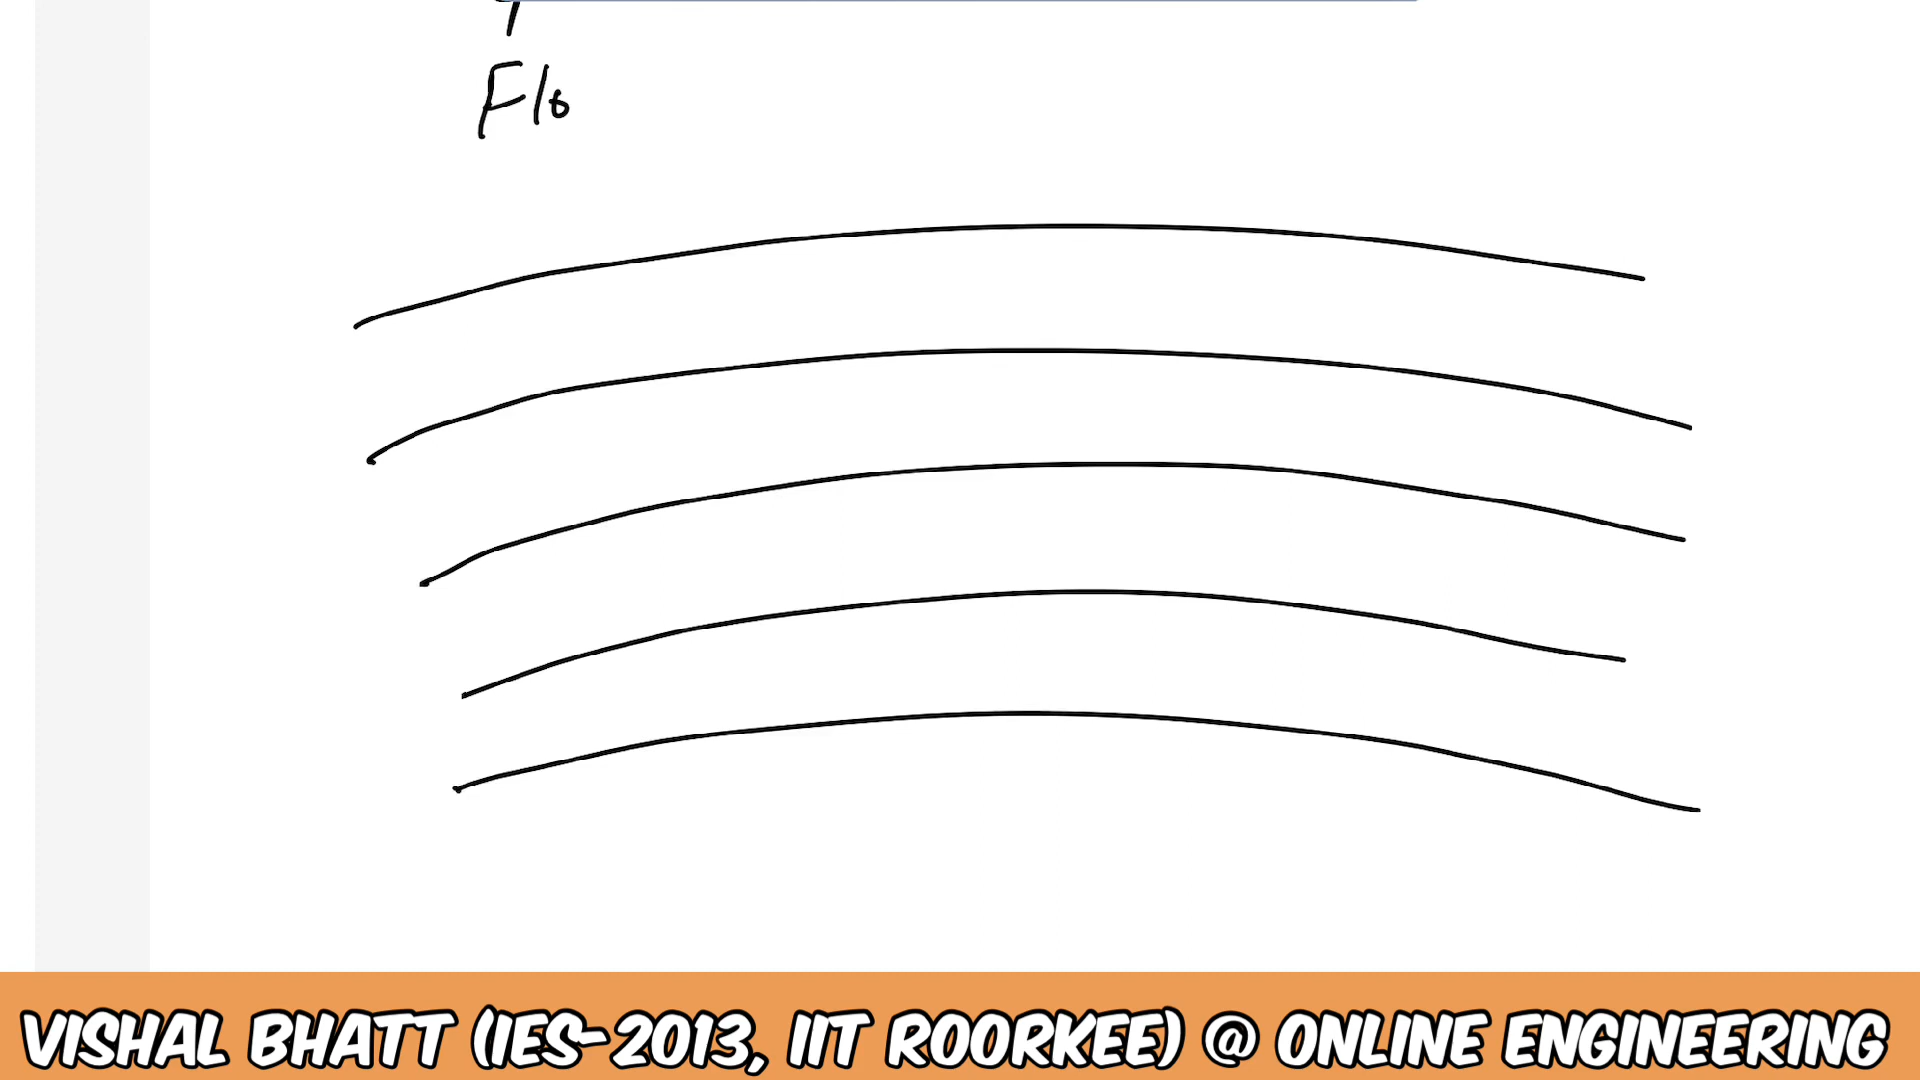 Flo
VISHAL BHATT (IES-2013, IIT ROORKEE) @ ONLINE ENGINEERING